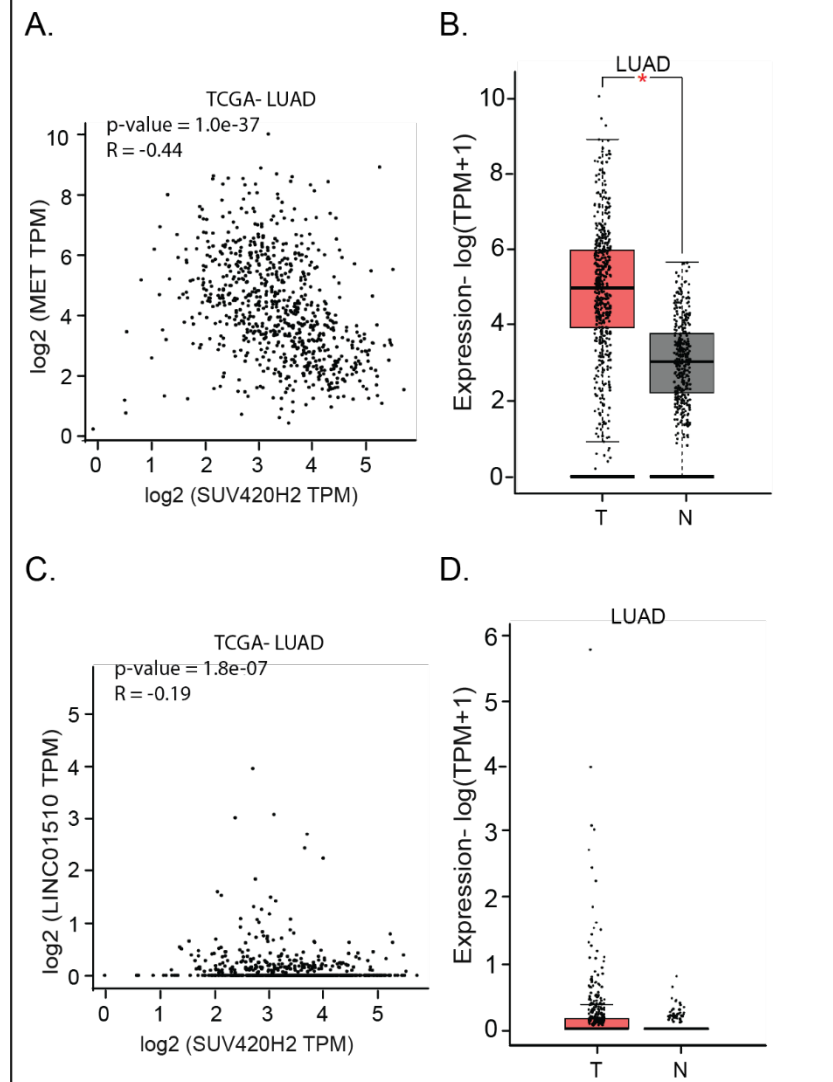 A.
TCGA- LUAD
p-value = 1.0e-37
R = -0.44
log2 (MET TPM)
10
8
6
4
2
0
0 1 2 3 4 5
log2 (SUV420H2 TPM)
B.
LUAD
*
Expression- log(TPM+1)
10
8
6
4
2
0
T N
C.
TCGA- LUAD
p-value = 1.8e-07
R = -0.19
log2 (LINC01510 TPM)
5
4
3
2
1
0
0 1 2 3 4 5
log2 (SUV420H2 TPM)
D.
LUAD
Expression- log(TPM+1)
6
5
4
3
2
1
0
T N